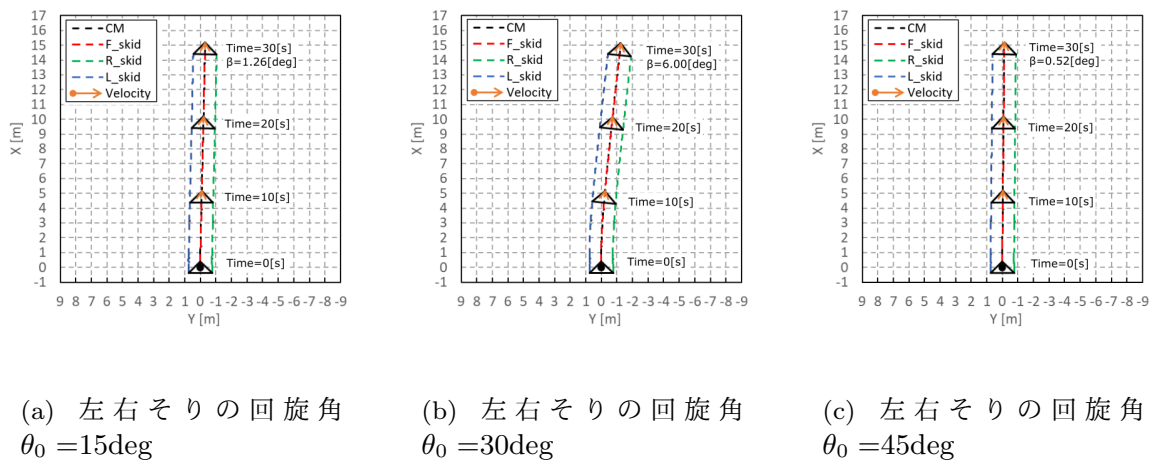 17
16
15
14
13
12
11
10
9
8
7
6
5
4
3
2
1
0
-1
X [m]
CM
F_skid
R_skid
L_skid
Velocity
Time=30[s]
β=1.26[deg]
Time=20[s]
Time=10[s]
Time=0[s]
9 8 7 6 5 4 3 2 1 0 -1 -2 -3 -4 -5 -6 -7 -8 -9
Y [m]
(a) 左右そりの回旋角
θ₀ =15deg
17
16
15
14
13
12
11
10
9
8
7
6
5
4
3
2
1
0
-1
X [m]
CM
F_skid
R_skid
L_skid
Velocity
Time=30[s]
β=6.00[deg]
Time=20[s]
Time=10[s]
Time=0[s]
9 8 7 6 5 4 3 2 1 0 -1 -2 -3 -4 -5 -6 -7 -8 -9
Y [m]
(b) 左右そりの回旋角
θ₀ =30deg
17
16
15
14
13
12
11
10
9
8
7
6
5
4
3
2
1
0
-1
X [m]
CM
F_skid
R_skid
L_skid
Velocity
Time=30[s]
β=0.52[deg]
Time=20[s]
Time=10[s]
Time=0[s]
9 8 7 6 5 4 3 2 1 0 -1 -2 -3 -4 -5 -6 -7 -8 -9
Y [m]
(c) 左右そりの回旋角
θ₀ =45deg